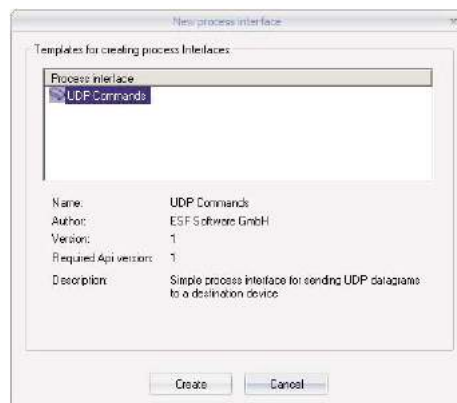 New process interface
Templates for creating process Interfaces
Process interface
UDP Commands
Name: UDP Commands
Author: ESF Software GmbH
Version: 1
Required Api version: 1
Description: Simple process interface for sending UDP datagrams
to a destination device
Create Cancel